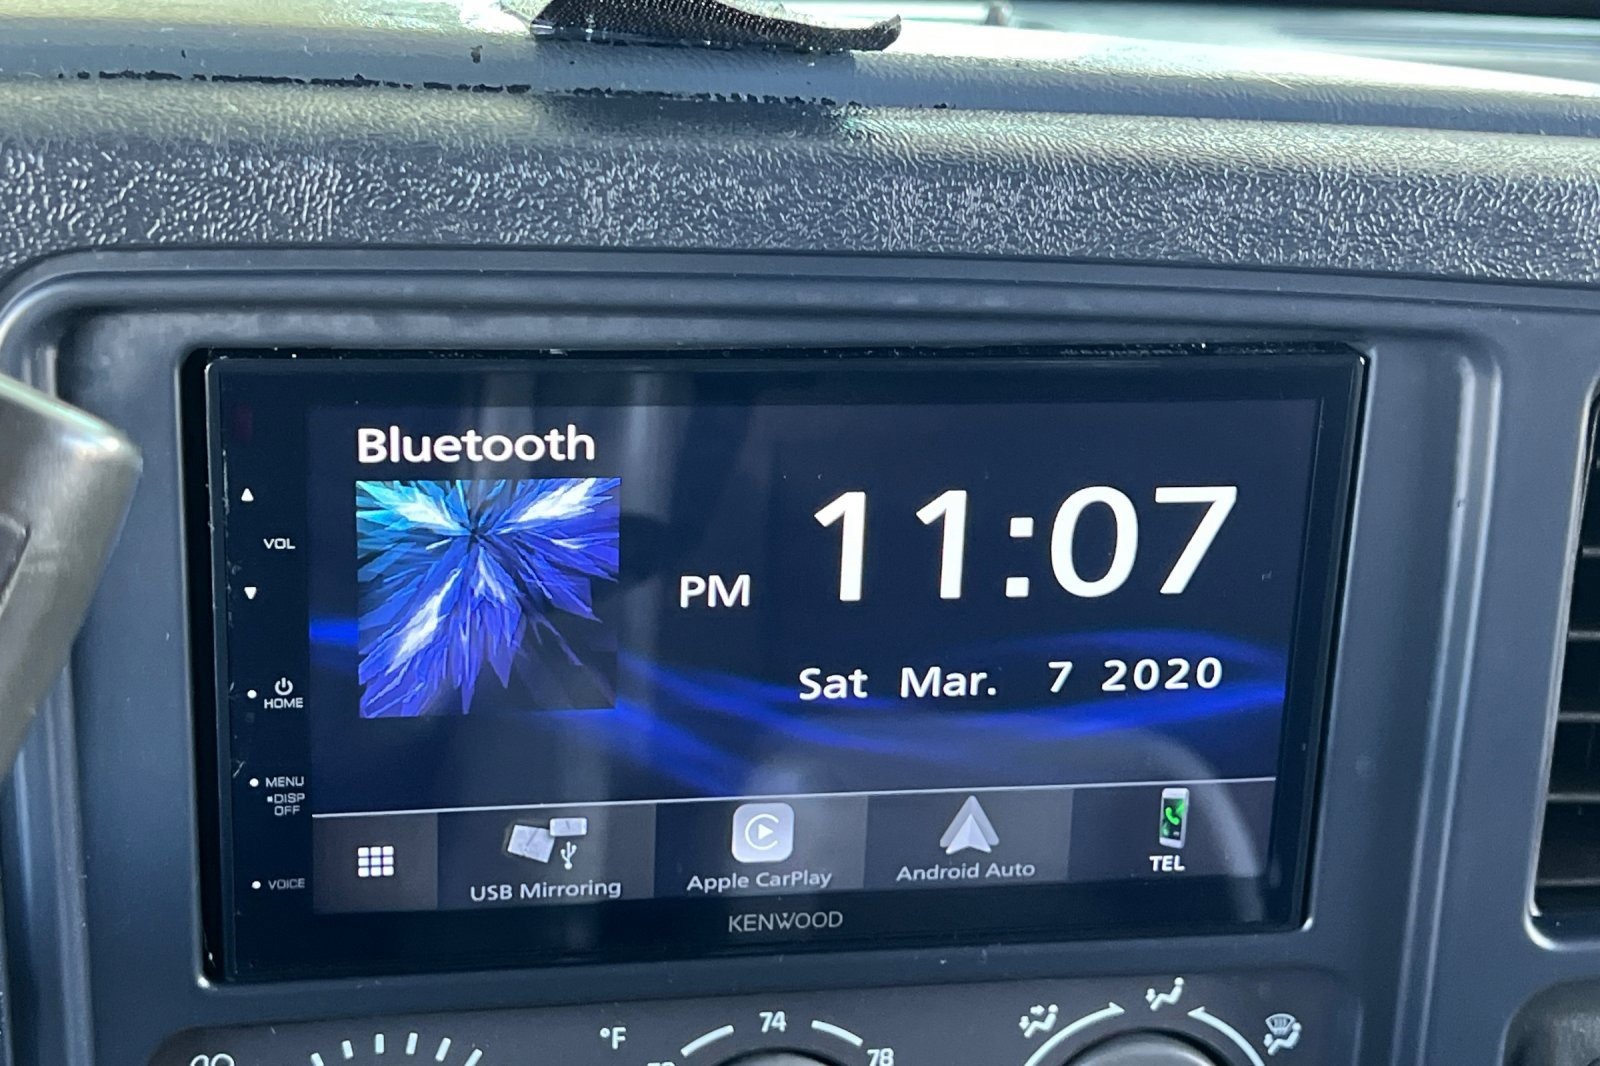 Bluetooth
VOL
PM 11:07
Sat Mar. 7 2020
HOME
MENU
DISP
OFF
VOICE
USB Mirroring
Apple CarPlay
Android Auto
TEL
KENWOOD
°F
74
78